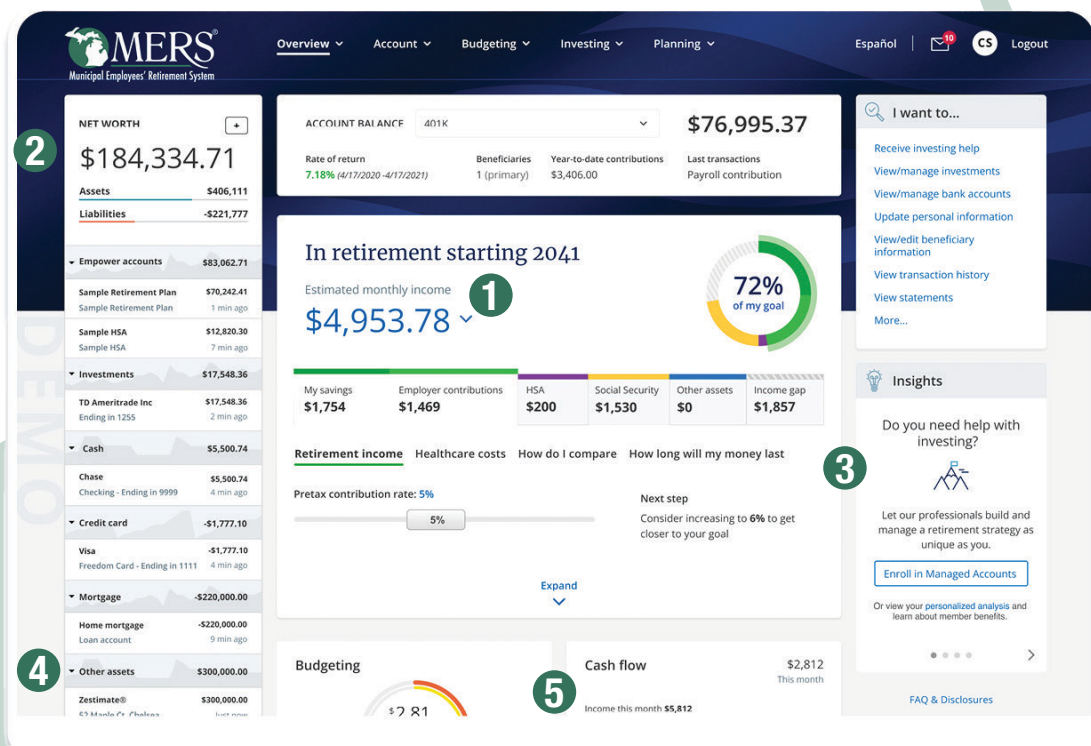 MERS®
Municipal Employees' Retirement System
Overview
Account
Budgeting
Investing
Planning
Español
10
CS
Logout
DEMO
2
NET WORTH +
$184,334.71
Assets $406,111
Liabilities -$221,777
Empower accounts $83,062.71
Sample Retirement Plan $70,242.41
Sample Retirement Plan 1 min ago
Sample HSA $12,820.30
Sample HSA 7 min ago
Investments $17,548.36
TD Ameritrade Inc $17,548.36
Ending in 1255 2 min ago
Cash $5,500.74
Chase $5,500.74
Checking - Ending in 9999 4 min ago
Credit card -$1,777.10
Visa -$1,777.10
Freedom Card - Ending in 1111 4 min ago
Mortgage -$220,000.00
Home mortgage -$220,000.00
Loan account 9 min ago
4
Other assets $300,000.00
Zestimate® $300,000.00
52 Maple Ct, Chelsea Just now
ACCOUNT BALANCE 401K $76,995.37
Rate of return Beneficiaries Year-to-date contributions Last transactions
7.18% (4/17/2020 -4/17/2021) 1 (primary) $3,406.00 Payroll contribution
In retirement starting 2041
Estimated monthly income
1
$4,953.78
72%
of my goal
My savings Employer contributions HSA Social Security Other assets Income gap
$1,754 $1,469 $200 $1,530 $0 $1,857
Retirement income Healthcare costs How do I compare How long will my money last
Pretax contribution rate: 5%
5%
Next step
Consider increasing to 6% to get
closer to your goal
Expand
Budgeting
$2,81
5
Cash flow $2,812
This month
Income this month $5,812
I want to...
Receive investing help
View/manage investments
View/manage bank accounts
Update personal information
View/edit beneficiary
information
View transaction history
View statements
More...
3
Insights
Do you need help with
investing?
Let our professionals build and
manage a retirement strategy as
unique as you.
Enroll in Managed Accounts
Or view your personalized analysis and
learn about member benefits.
FAQ & Disclosures